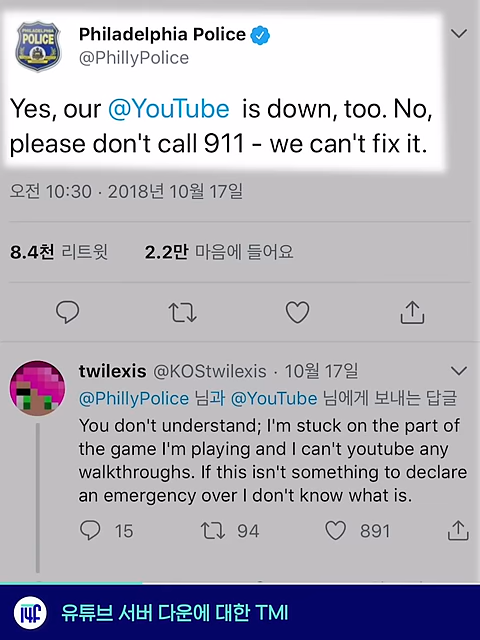 Philadelphia Police
@PhillyPolice
Yes, our @YouTube is down, too. No,
please don't call 911 - we can't fix it.
오전 10:30 · 2018년 10월 17일
8.4천 리트윗 2.2만 마음에 들어요
twilexis @KOStwilexis · 10월 17일
@PhillyPolice 님과 @YouTube 님에게 보내는 답글
You don't understand; I'm stuck on the part of
the game I'm playing and I can't youtube any
walkthroughs. If this isn't something to declare
an emergency over I don't know what is.
15 94 891
유튜브 서버 다운에 대한 TMI